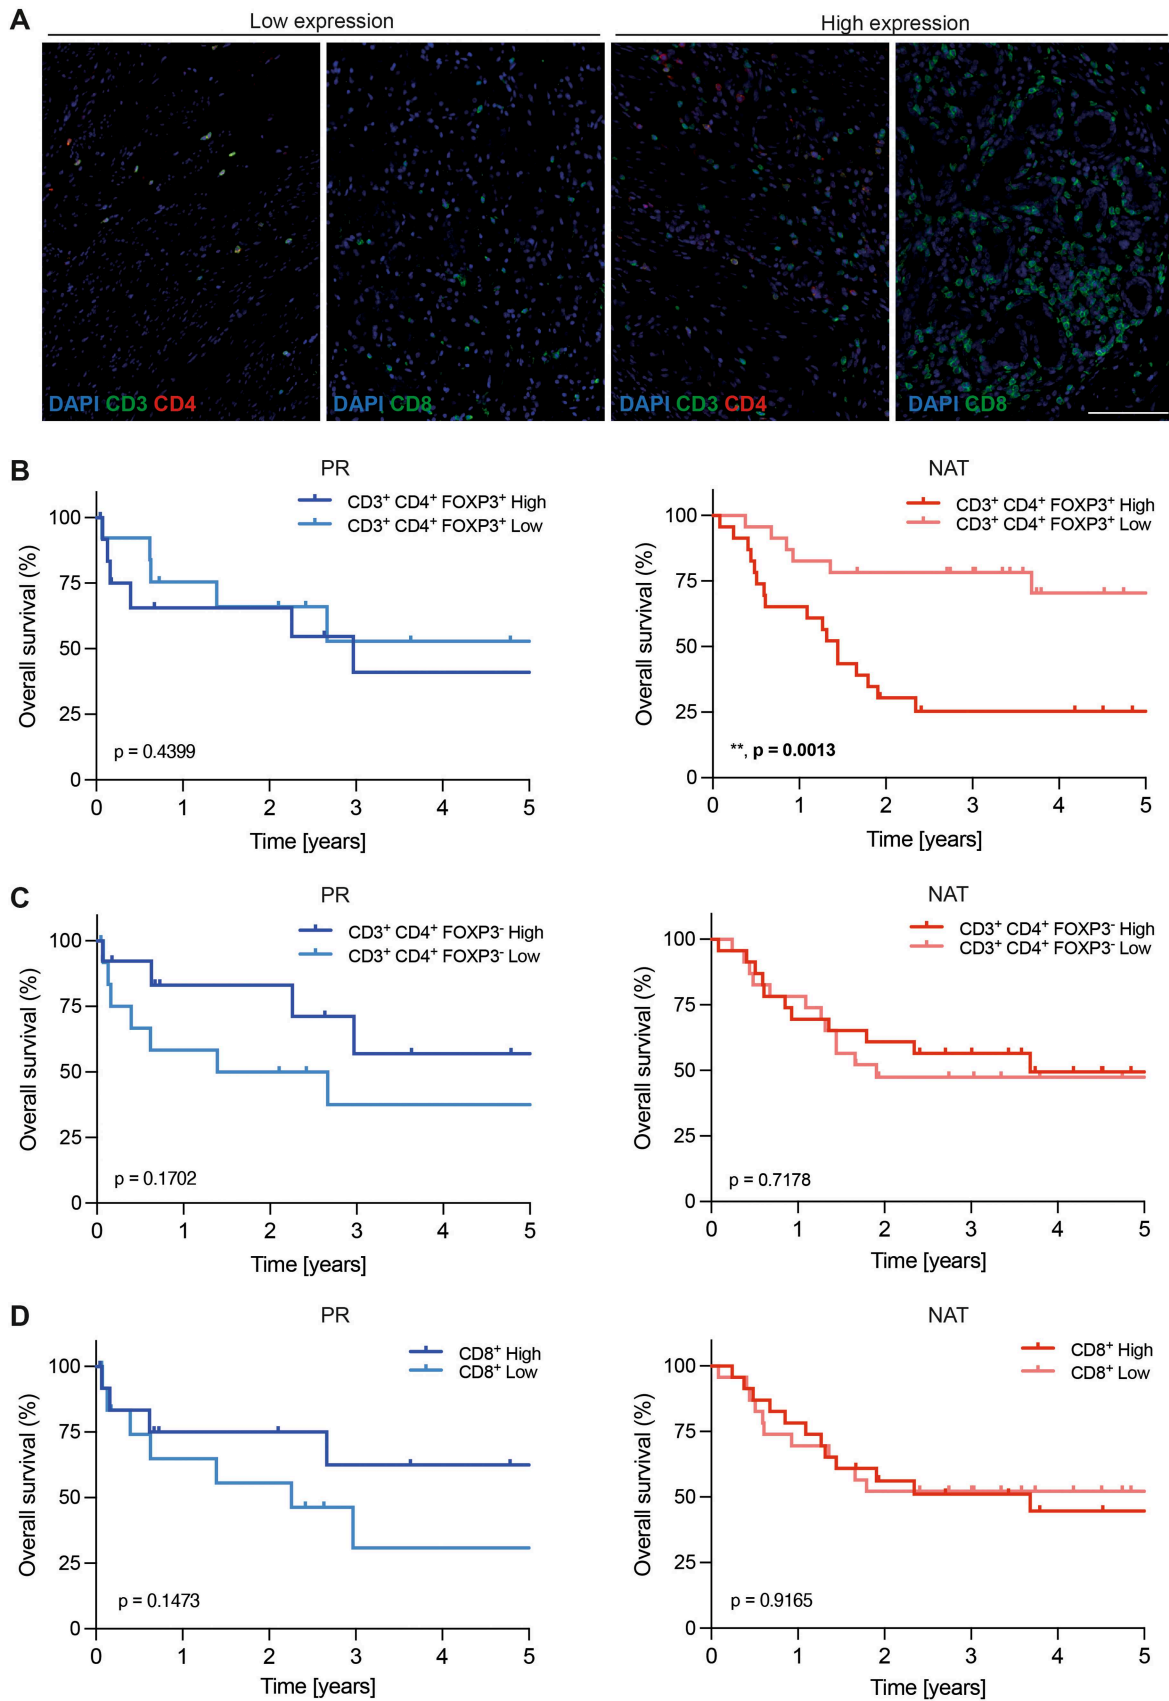 A
Low expression
High expression
DAPI CD3 CD4
DAPI CD8
DAPI CD3 CD4
DAPI CD8
B
PR
CD3⁺ CD4⁺ FOXP3⁺ High
CD3⁺ CD4⁺ FOXP3⁺ Low
Overall survival (%)
100
75
50
25
0
p = 0.4399
0 1 2 3 4 5
Time [years]
NAT
CD3⁺ CD4⁺ FOXP3⁺ High
CD3⁺ CD4⁺ FOXP3⁺ Low
Overall survival (%)
100
75
50
25
0
**, p = 0.0013
0 1 2 3 4 5
Time [years]
C
PR
CD3⁺ CD4⁺ FOXP3⁻ High
CD3⁺ CD4⁺ FOXP3⁻ Low
Overall survival (%)
100
75
50
25
0
p = 0.1702
0 1 2 3 4 5
Time [years]
NAT
CD3⁺ CD4⁺ FOXP3⁻ High
CD3⁺ CD4⁺ FOXP3⁻ Low
Overall survival (%)
100
75
50
25
0
p = 0.7178
0 1 2 3 4 5
Time [years]
D
PR
CD8⁺ High
CD8⁺ Low
Overall survival (%)
100
75
50
25
0
p = 0.1473
0 1 2 3 4 5
Time [years]
NAT
CD8⁺ High
CD8⁺ Low
Overall survival (%)
100
75
50
25
0
p = 0.9165
0 1 2 3 4 5
Time [years]